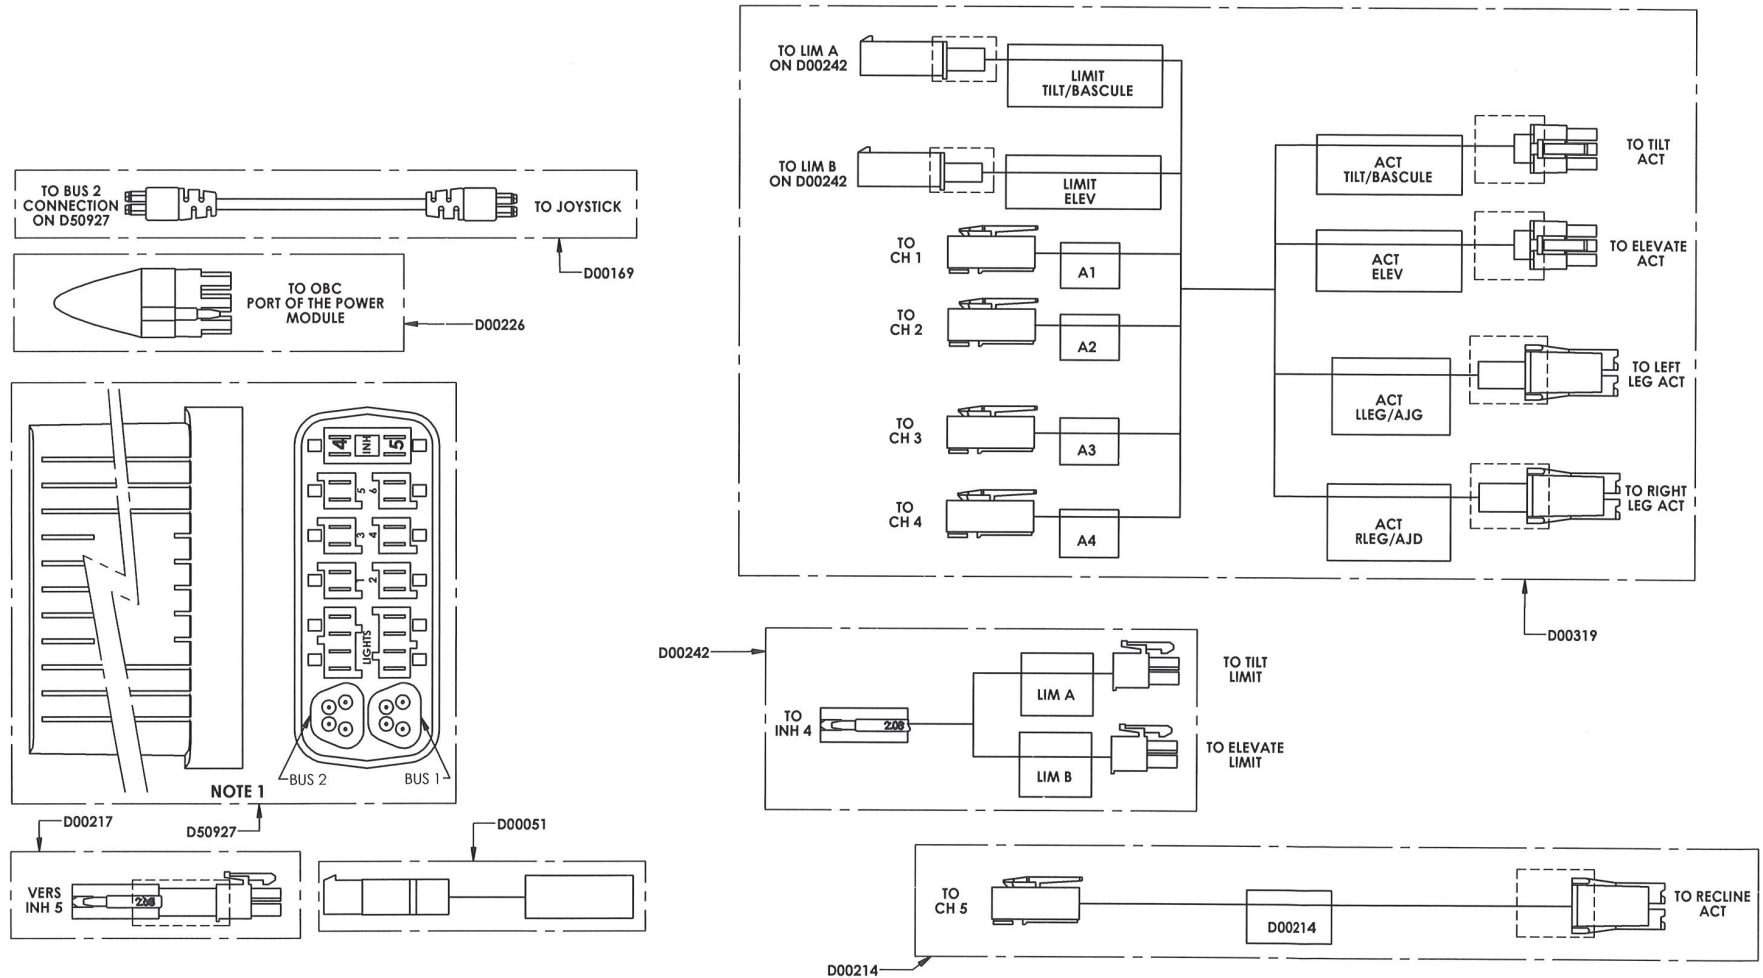 TO BUS 2
CONNECTION
ON D50927
TO JOYSTICK
D00169
TO OBC
PORT OF THE POWER
MODULE
D00226
4
INH
5
5
6
3
4
1
2
LIGHTS
BUS 2
BUS 1
NOTE 1
D50927
D00217
VERS
INH 5
D00051
TO LIM A
ON D00242
LIMIT
TILT/BASCULE
TO LIM B
ON D00242
LIMIT
ELEV
TO
CH 1
A1
TO
CH 2
A2
TO
CH 3
A3
TO
CH 4
A4
ACT
TILT/BASCULE
TO TILT
ACT
ACT
ELEV
TO ELEVATE
ACT
ACT
LLEG/AJG
TO LEFT
LEG ACT
ACT
RLEG/AJD
TO RIGHT
LEG ACT
D00319
D00242
TO
INH 4
LIM A
TO TILT
LIMIT
LIM B
TO ELEVATE
LIMIT
TO
CH 5
D00214
TO RECLINE
ACT
D00214